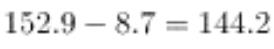 152.9 − 8.7 = 144.2